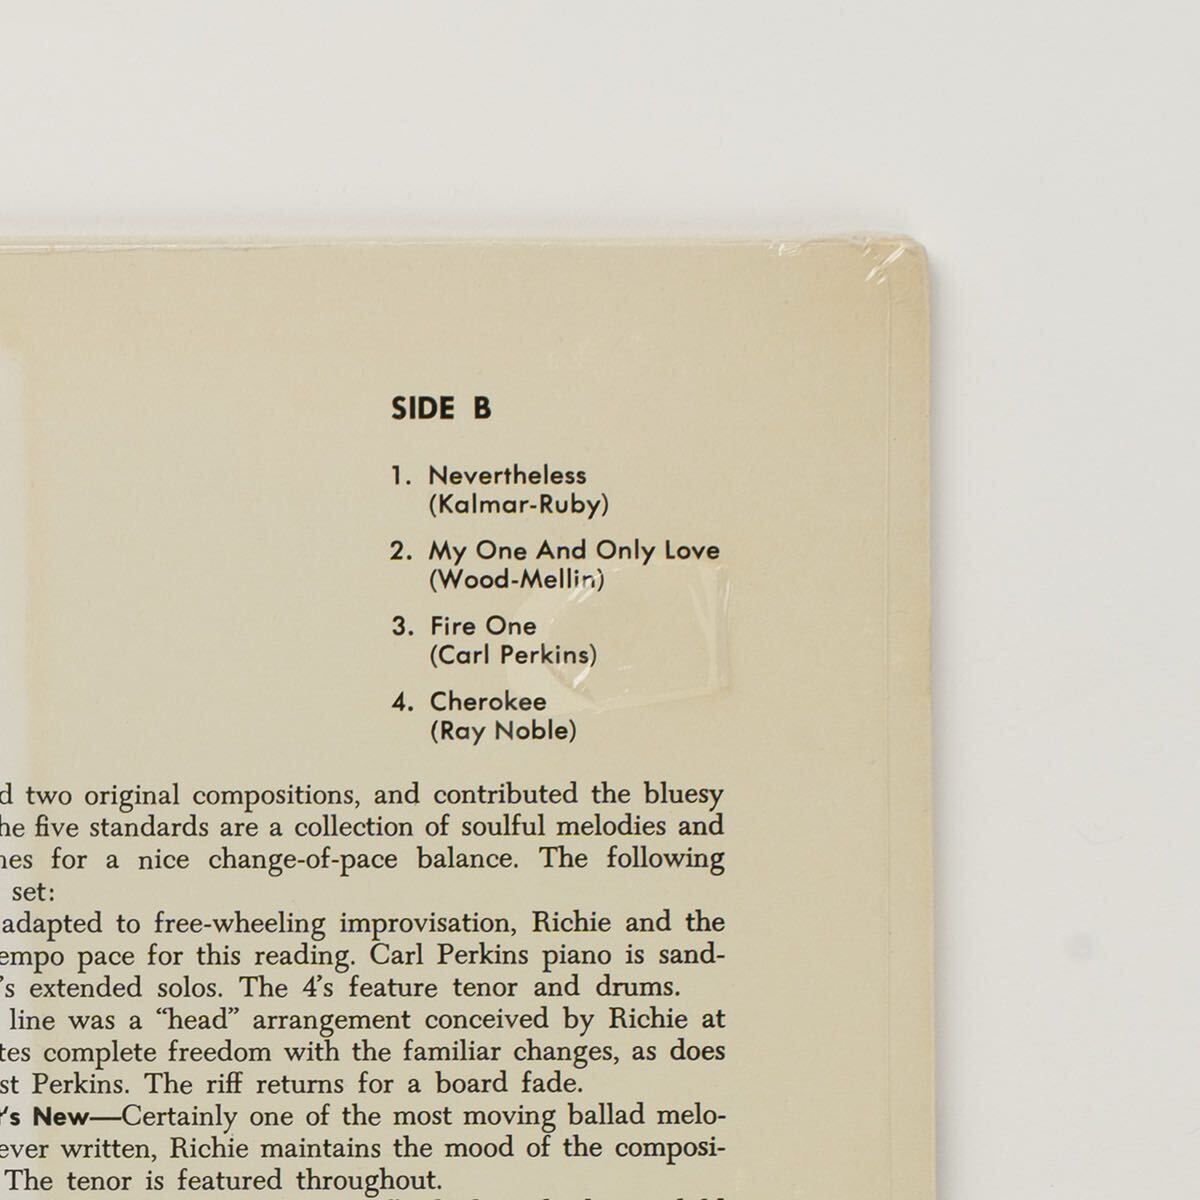 SIDE B
1. Nevertheless
(Kalmar-Ruby)
2. My One And Only Love
(Wood-Mellin)
3. Fire One
(Carl Perkins)
4. Cherokee
(Ray Noble)
two original compositions, and contributed the bluesy
five standards are a collection of soulful melodies and
for a nice change-of-pace balance. The following
set:
adapted to free-wheeling improvisation, Richie and the
pace for this reading. Carl Perkins piano is sand-
's extended solos. The 4's feature tenor and drums.
line was a "head" arrangement conceived by Richie at
complete freedom with the familiar changes, as does
Perkins. The riff returns for a board fade.
's New—Certainly one of the most moving ballad melo-
ever written, Richie maintains the mood of the composi-
The tenor is featured throughout.